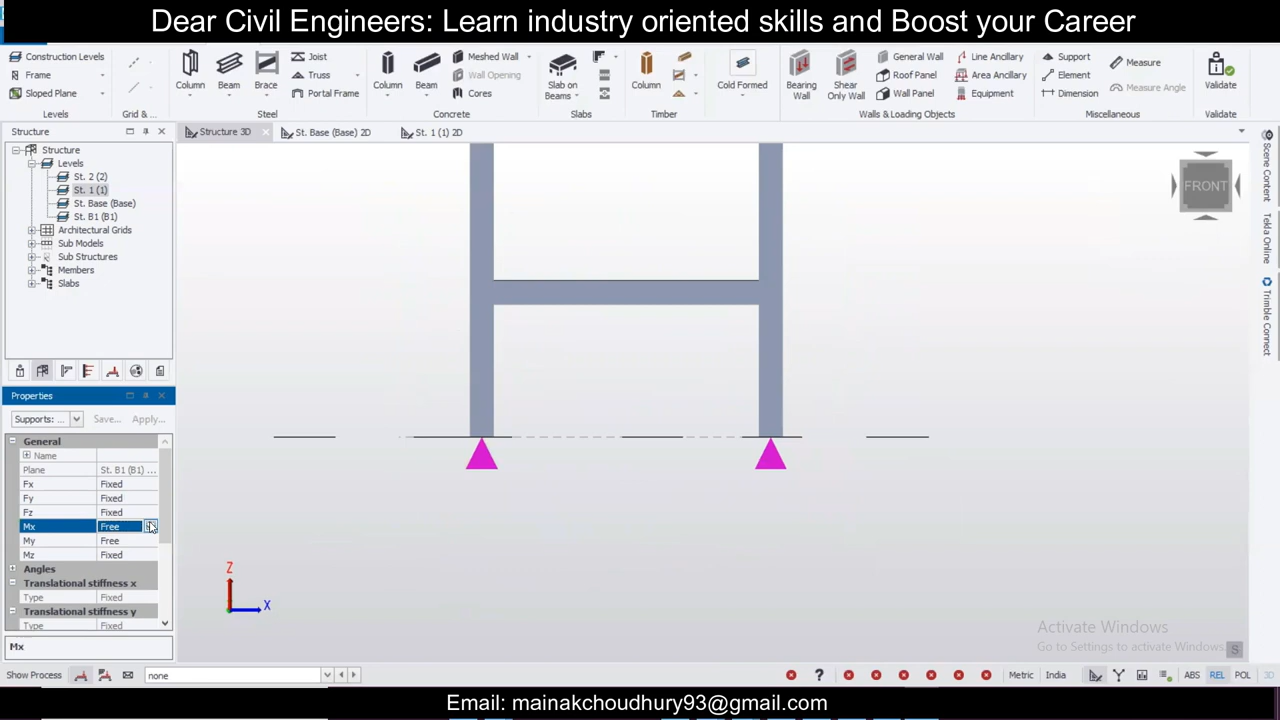 Dear Civil Engineers: Learn industry oriented skills and Boost your Career
Construction Levels
Frame
Sloped Plane
Levels
Grid & ...
Column
Beam
Brace
Joist
Truss
Portal Frame
Steel
Column
Beam
Meshed Wall
Wall Opening
Cores
Concrete
Slab on Beams
Slabs
Column
Timber
Cold Formed
Bearing Wall
Shear Only Wall
General Wall
Roof Panel
Wall Panel
Line Ancillary
Area Ancillary
Equipment
Walls & Loading Objects
Support
Element
Dimension
Measure
Measure Angle
Miscellaneous
Validate
Validate
Structure
Structure 3D
St. Base (Base) 2D
St. 1 (1) 2D
Structure
Levels
St. 2 (2)
St. 1 (1)
St. Base (Base)
St. B1 (B1)
Architectural Grids
Sub Models
Sub Structures
Members
Slabs
FRONT
Scene Content
Tekla Online
Trimble Connect
Properties
Supports: ...
Save...
Apply...
General
Name
Plane St. B1 (B1) ...
Fx Fixed
Fy Fixed
Fz Fixed
Mx Free
My Free
Mz Fixed
Angles
Translational stiffness x
Type Fixed
Translational stiffness y
Type Fixed
Mx
Z
X
Activate Windows
Go to Settings to activate Windows.
S
Show Process
none
Metric
India
ABS
REL
POL
3D
Email: mainakchoudhury93@gmail.com